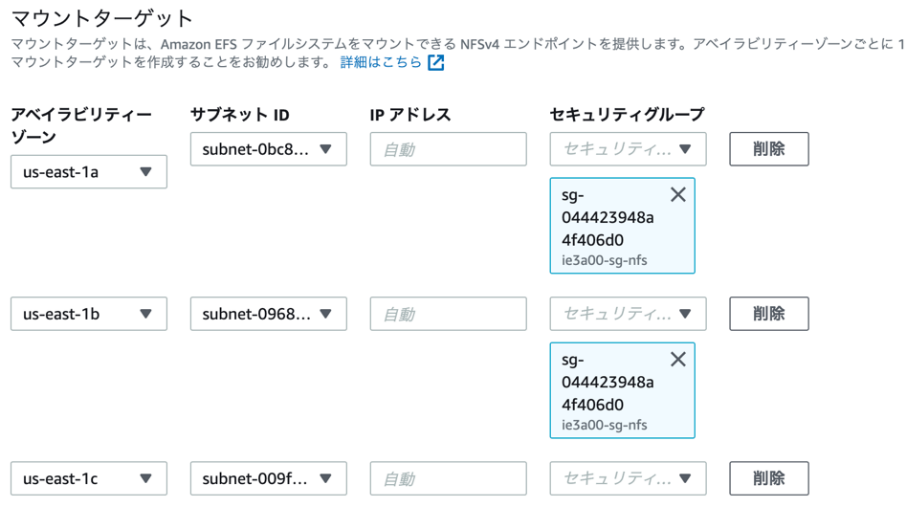 マウントターゲット
マウントターゲットは、Amazon EFS ファイルシステムをマウントできる NFSv4 エンドポイントを提供します。アベイラビリティーゾーンごとに 1
マウントターゲットを作成することをお勧めします。 詳細はこちら
アベイラビリティーゾーン サブネット ID IP アドレス セキュリティグループ
us-east-1a subnet-0bc8... 自動 セキュリティ... 削除
sg-
044423948a
4f406d0
ie3a00-sg-nfs
us-east-1b subnet-0968... 自動 セキュリティ... 削除
sg-
044423948a
4f406d0
ie3a00-sg-nfs
us-east-1c subnet-009f... 自動 セキュリティ... 削除